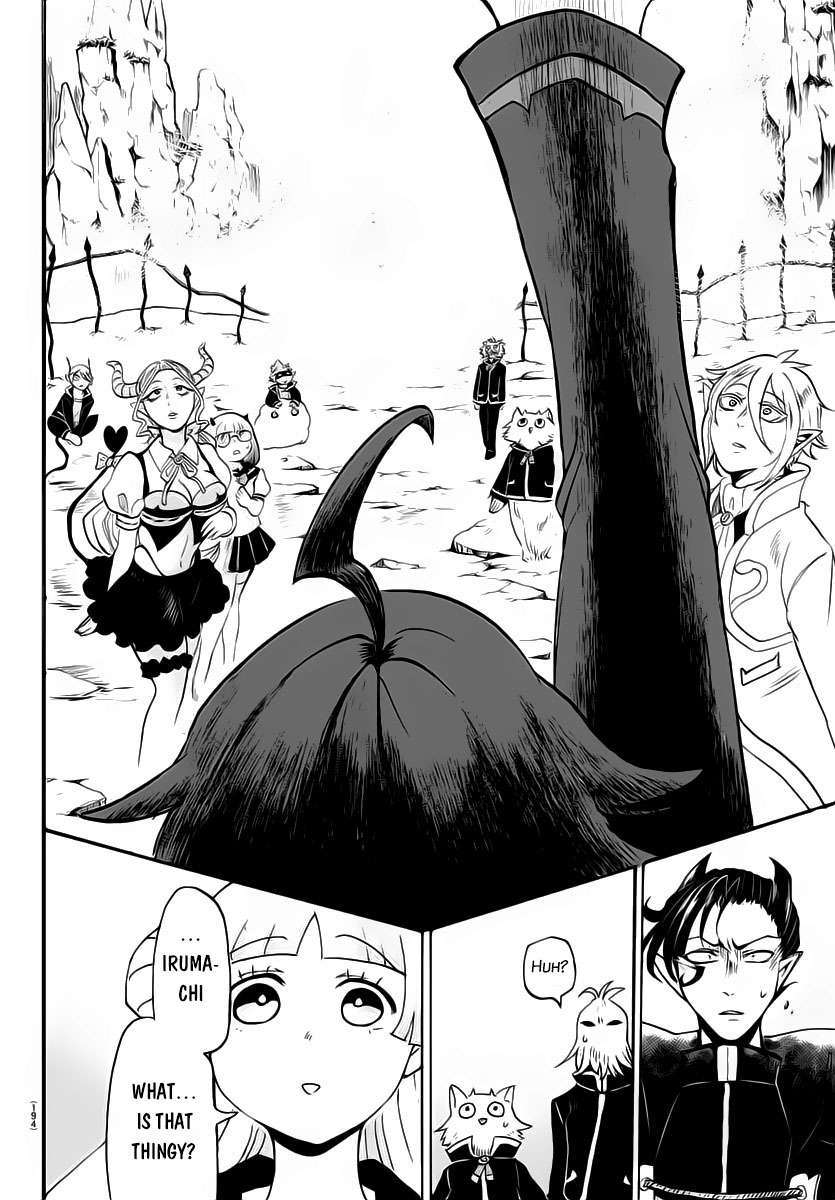 HUH?
...
IRUMA-
CHI
WHAT...
IS THAT
THINGY?
(194)